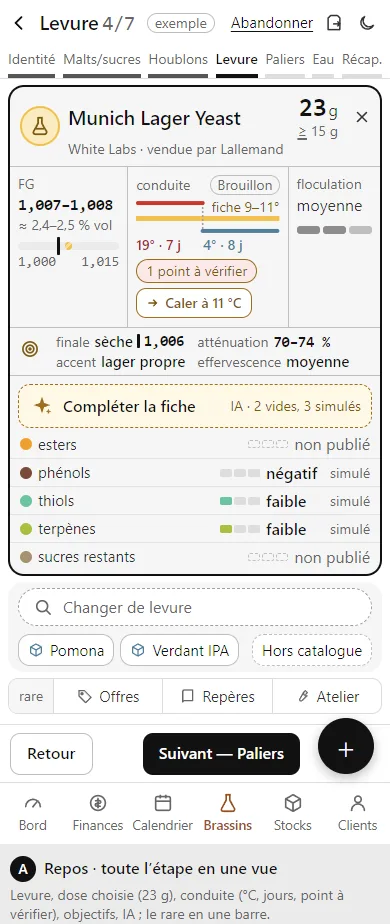 Levure 4/7 exemple Abandonner
Identité Malts/sucres Houblons Levure Paliers Eau Récap.
Munich Lager Yeast 23 g
≥ 15 g
White Labs · vendue par Lallemand
FG conduite Brouillon floculation
1,007–1,008 fiche 9–11° moyenne
≈ 2,4–2,5 % vol
1,000 1,015 19° · 7 j 4° · 8 j
1 point à vérifier
→ Caler à 11 °C
finale sèche 1,006 atténuation 70–74 %
accent lager propre effervescence moyenne
Compléter la fiche IA · 2 vides, 3 simulés
esters non publié
phénols négatif simulé
thiols faible simulé
terpènes faible simulé
sucres restants non publié
Changer de levure
Pomona Verdant IPA Hors catalogue
rare Offres Repères Atelier
Retour Suivant — Paliers +
Bord Finances Calendrier Brassins Stocks Clients
A Repos · toute l'étape en une vue
Levure, dose choisie (23 g), conduite (°C, jours, point à
vérifier), objectifs, IA ; le rare en une barre.